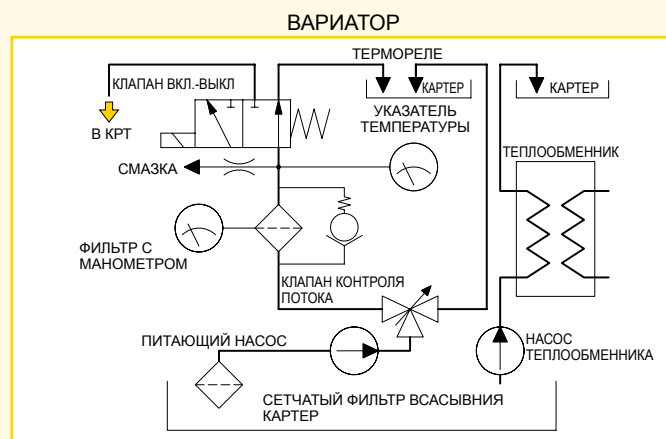 ВАРИАТОР
ТЕРМОРЕЛЕ
КЛАПАН ВКЛ.-ВЫКЛ
КАРТЕР
КАРТЕР
В КРТ
УКАЗАТЕЛЬ
ТЕМПЕРАТУРЫ
СМАЗКА
ТЕПЛООБМЕННИК
ФИЛЬТР С
МАНОМЕТРОМ
КЛАПАН КОНТРОЛЯ
ПОТОКА
ПИТАЮЩИЙ НАСОС
НАСОС
ТЕПЛООБМЕННИКА
СЕТЧАТЫЙ ФИЛЬТР ВСАСЫВНИЯ
КАРТЕР